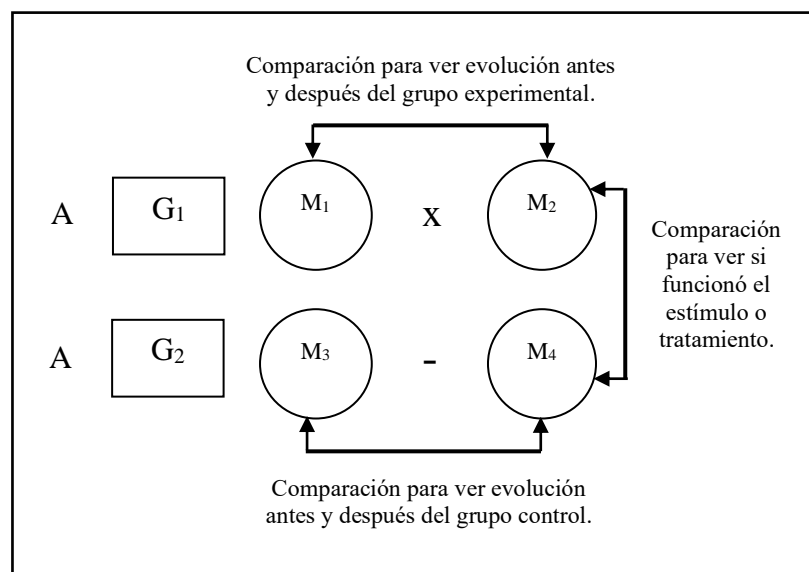 Comparación para ver evolución antes
y después del grupo experimental.
A G₁ M₁ x M₂
Comparación
para ver si
funcionó el
estímulo o
tratamiento.
A G₂ M₃ - M₄
Comparación para ver evolución
antes y después del grupo control.